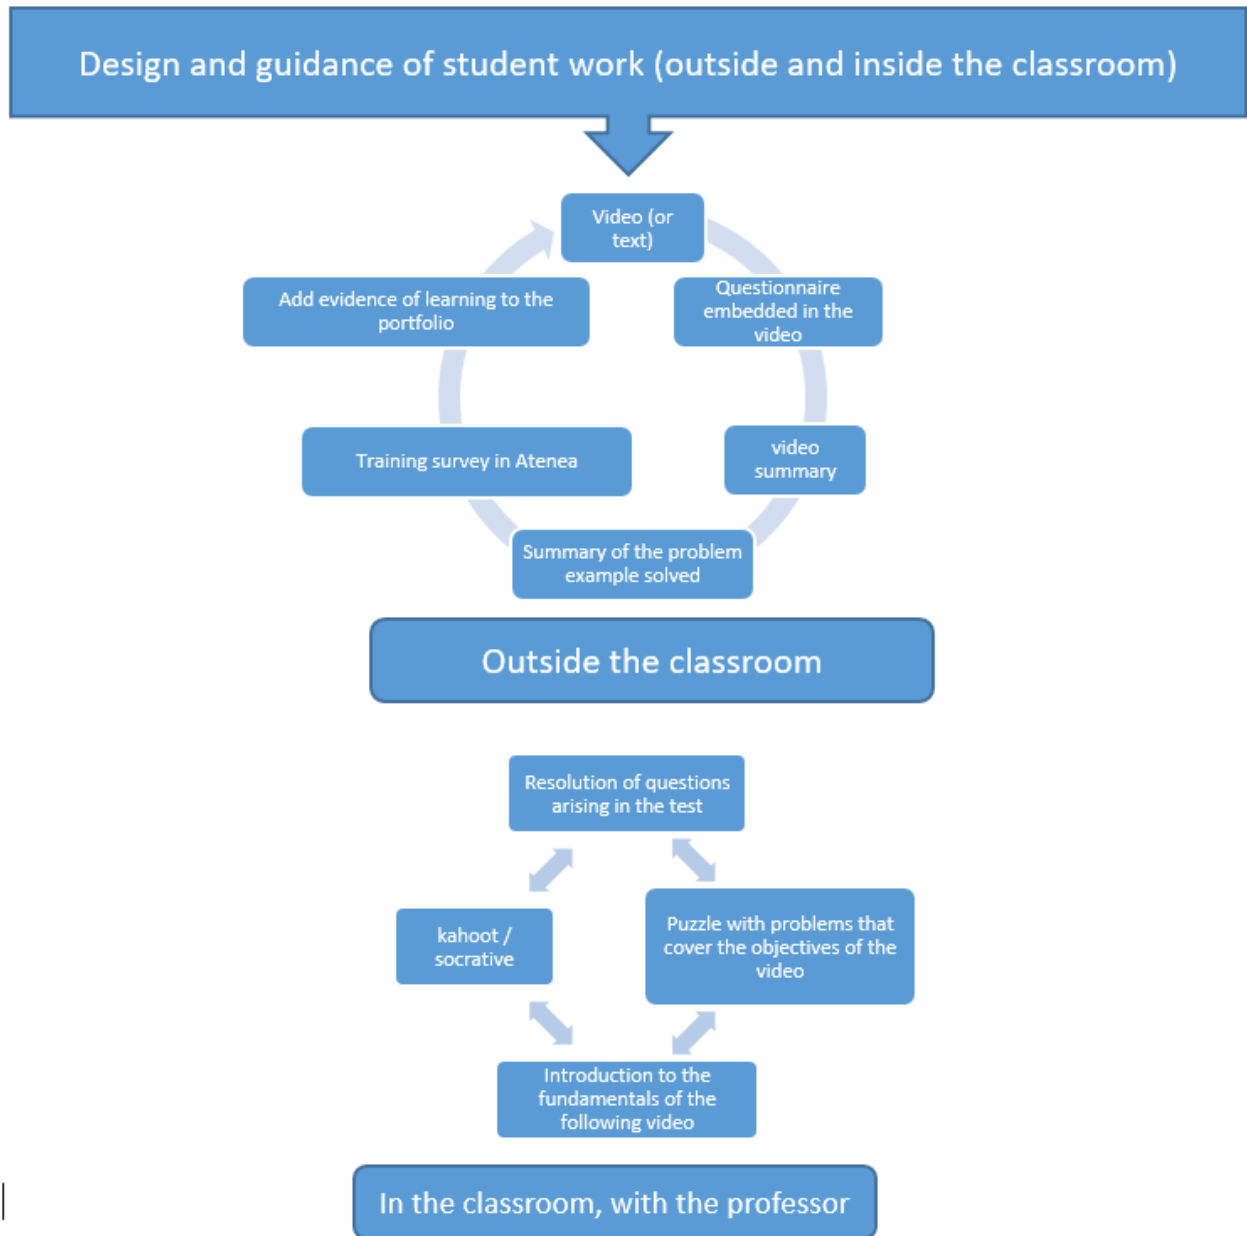 Design and guidance of student work (outside and inside the classroom)
Video (or
text)
Questionnaire
embedded in the
video
video
summary
Summary of the problem
example solved
Training survey in Atenea
Add evidence of learning to the
portfolio
Outside the classroom
Resolution of questions
arising in the test
Puzzle with problems that
cover the objectives of the
video
Introduction to the
fundamentals of the
following video
kahoot /
socrative
In the classroom, with the professor